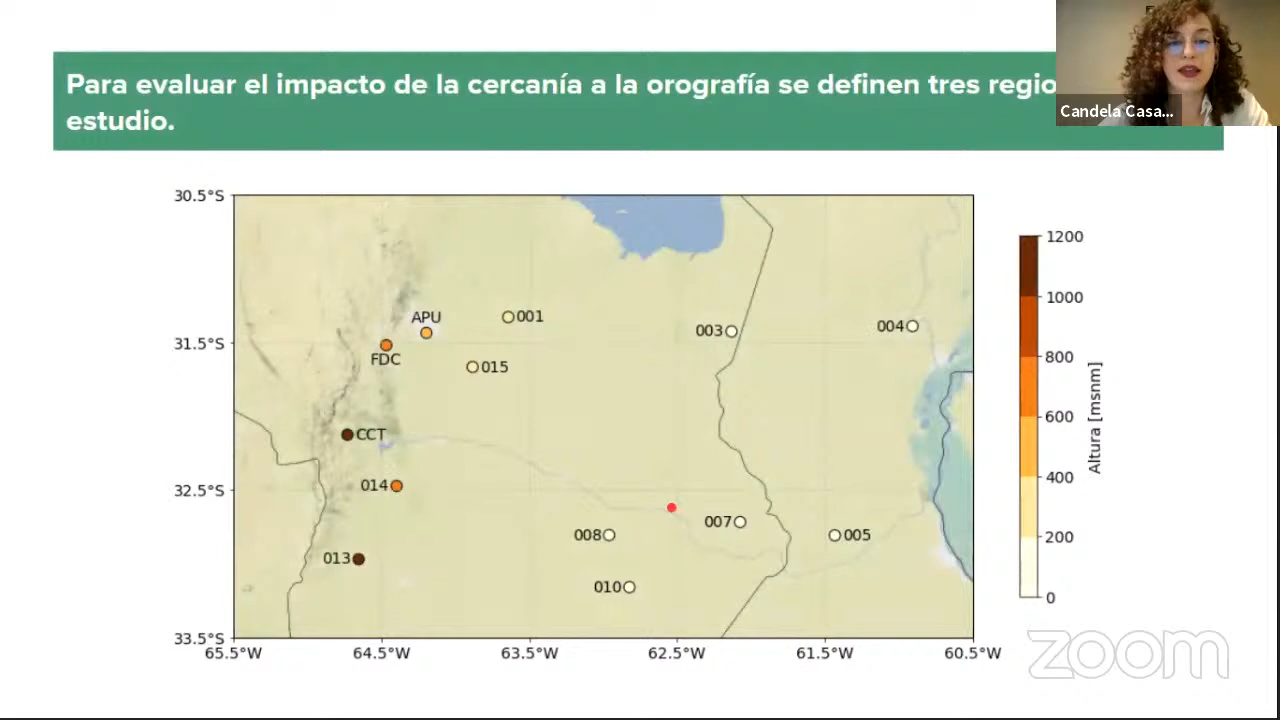 Para evaluar el impacto de la cercanía a la orografía se definen tres regio
estudio.
Candela Casa...
30.5°S
31.5°S
32.5°S
33.5°S
65.5°W 64.5°W 63.5°W 62.5°W 61.5°W 60.5°W
APU
001
FDC
015
003
004
CCT
014
013
008
007
005
010
1200
1000
800
600
400
200
0
Altura [msnm]
zoom